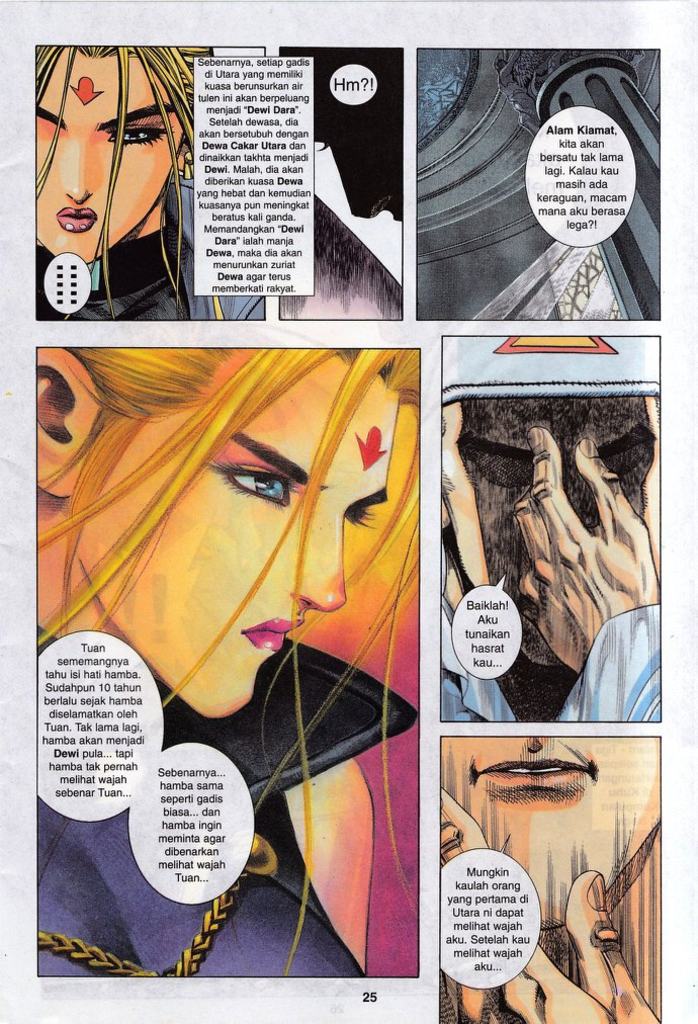 Sebenarnya, setiap gadis
di Utara yang memiliki
kuasa berunsurkan air
tulen ini akan berpeluang
menjadi “Dewi Dara”.
Setelah dewasa, dia
akan bersetubuh dengan
Dewa Cakar Utara dan
dinaikkan takhta menjadi
Dewi. Malah, dia akan
diberikan kuasa Dewa
yang hebat dan kemudian
kuasanya pun meningkat
beratus kali ganda.
Memandangkan “Dewi
Dara” ialah manja
Dewa, maka dia akan
menurunkan zuriat
Dewa agar terus
memberkati rakyat.
Hm?!
Alam Kiamat,
kita akan
bersatu tak lama
lagi. Kalau kau
masih ada
keraguan, macam
mana aku berasa
lega?!
Tuan
sememangnya
tahu isi hati hamba.
Sudahpun 10 tahun
berlalu sejak hamba
diselamatkan oleh
Tuan. Tak lama lagi,
hamba akan menjadi
Dewi pula... tapi
hamba tak pernah
melihat wajah
sebenar Tuan...
Sebenarnya...
hamba sama
seperti gadis
biasa... dan
hamba ingin
meminta agar
dibenarkan
melihat wajah
Tuan...
Baiklah!
Aku
tunaikan
hasrat
kau...
Mungkin
kaulah orang
yang pertama di
Utara ni dapat
melihat wajah
aku. Setelah kau
melihat wajah
aku...
25